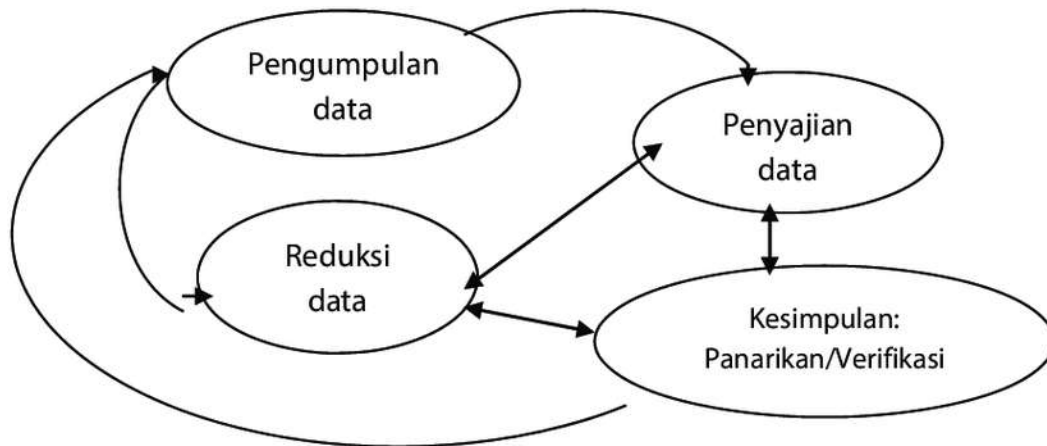 Pengumpulan
data
Penyajian
data
Reduksi
data
Kesimpulan:
Panarikan/Verifikasi